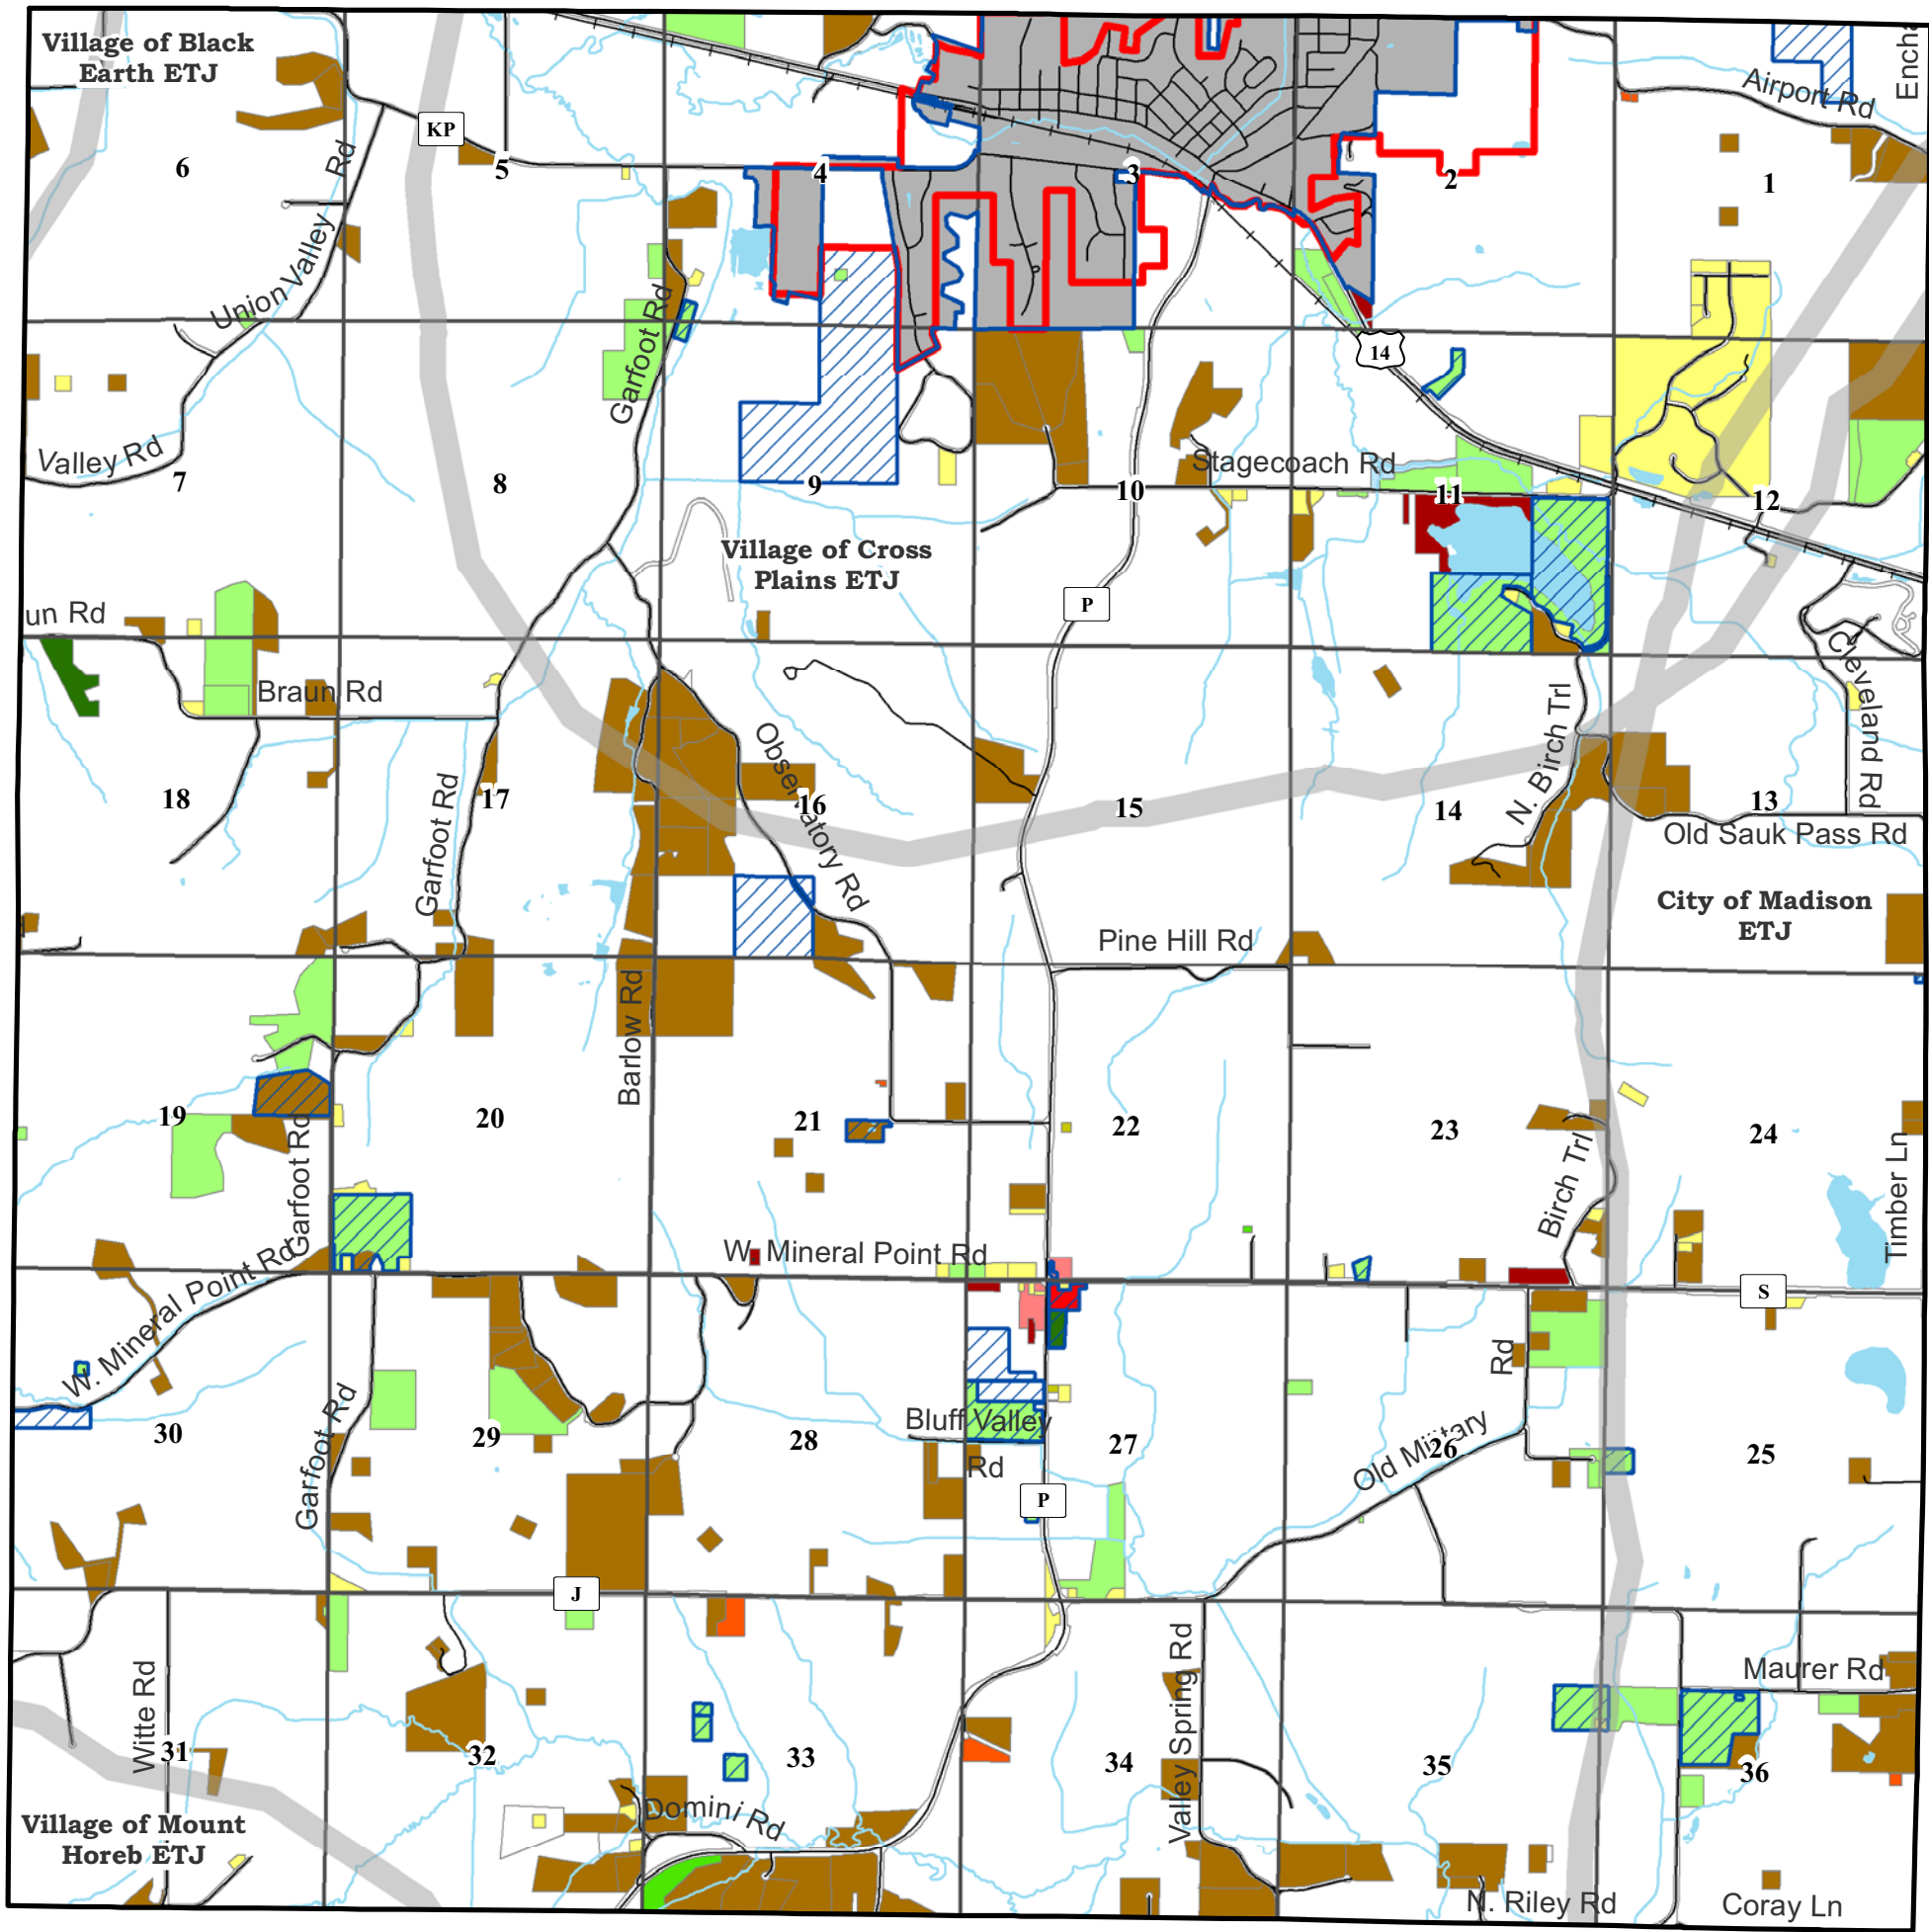 Village of Black
Earth ETJ
Encha
Airport Rd
KP
6
Rd
5
4
3
2
1
Union Valley
Garfoot Rd
14
Valley Rd
7
8
9
Stagecoach Rd
10
11
12
Village of Cross
Plains ETJ
P
un Rd
Braun Rd
Cleveland Rd
N. Birch Trl
Observatory Rd
18
Garfoot Rd
17
16
15
14
13
Old Sauk Pass Rd
City of Madison
ETJ
Pine Hill Rd
Barlow Rd
19
20
21
22
23
24
Garfoot Rd
Birch Trl
Timber Ln
W. Mineral Point Rd
W. Mineral Point Rd
S
Rd
30
Garfoot Rd
29
28
Bluff Valley
Rd
27
Old Military
26
25
P
J
Witte Rd
Valley Spring Rd
Maurer Rd
31
32
33
34
35
36
Village of Mount
Horeb ETJ
Domini Rd
N. Riley Rd
Coray Ln